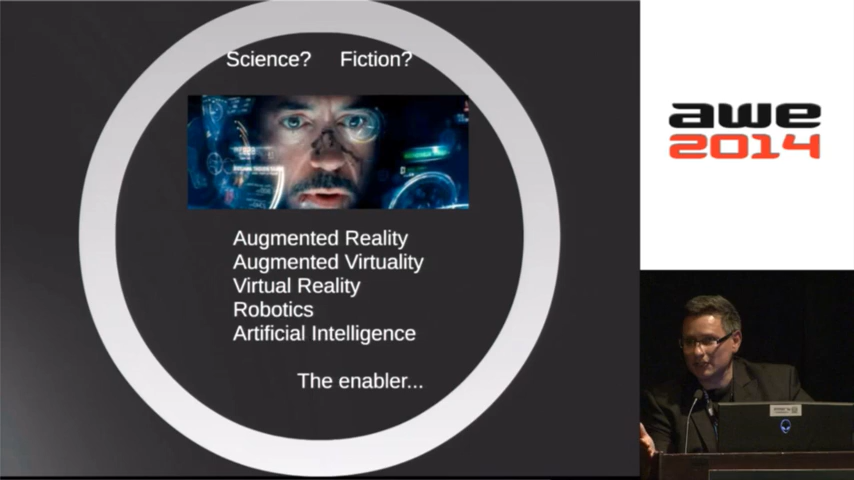 Science? Fiction?
Augmented Reality
Augmented Virtuality
Virtual Reality
Robotics
Artificial Intelligence
The enabler...
awe
2014